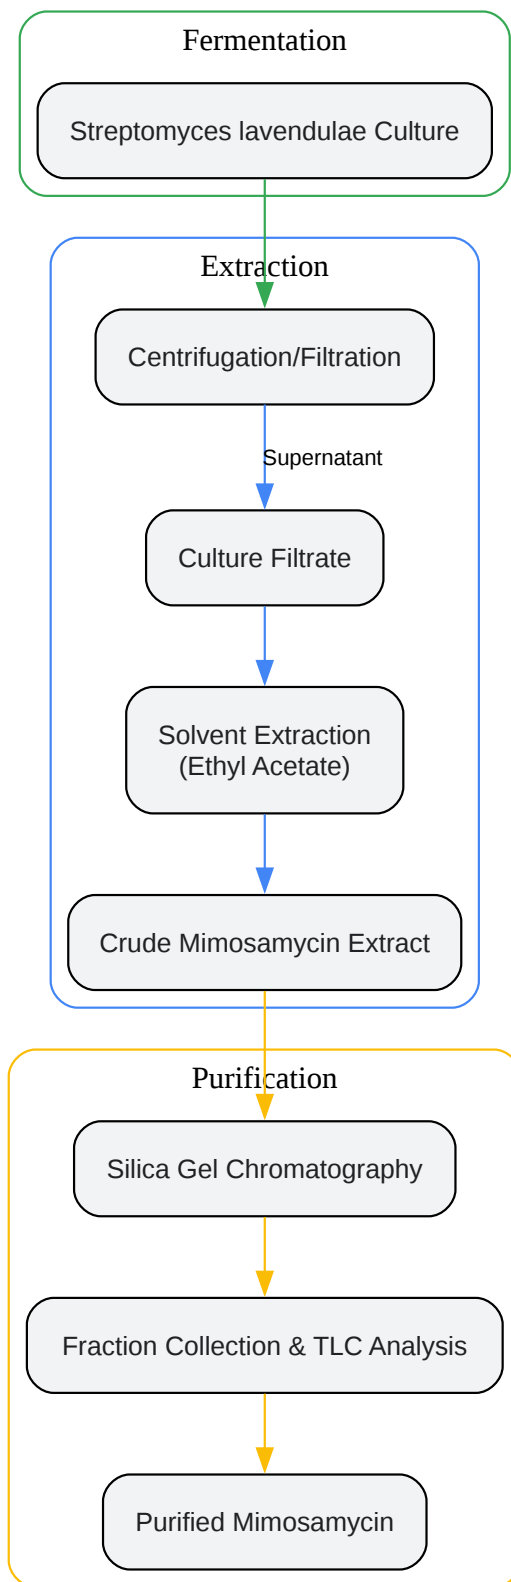 Fermentation
Streptomyces lavendulae Culture
Extraction
Centrifugation/Filtration
Supernatant
Culture Filtrate
Solvent Extraction
(Ethyl Acetate)
Crude Mimosamycin Extract
Purification
Silica Gel Chromatography
Fraction Collection & TLC Analysis
Purified Mimosamycin